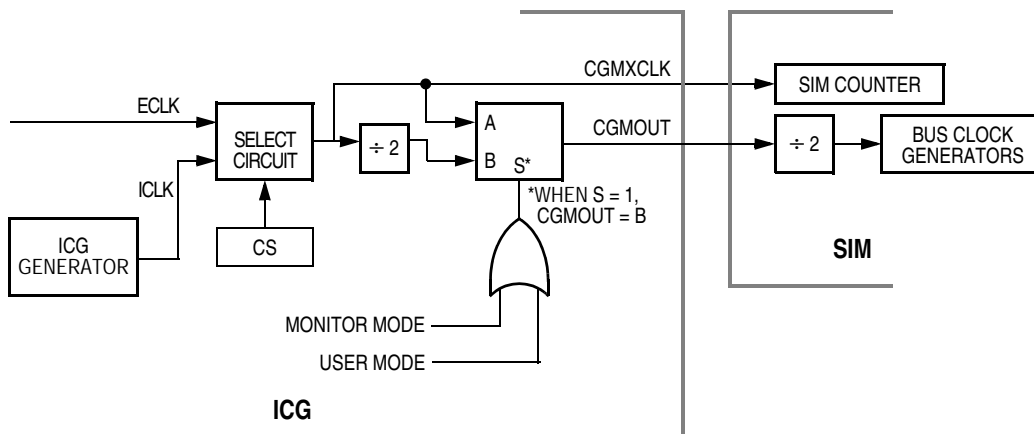 CGMXCLK
SIM COUNTER
ECLK
SELECT
CIRCUIT
÷ 2
A
B
S*
CGMOUT
÷ 2
BUS CLOCK
GENERATORS
*WHEN S = 1,
CGMOUT = B
ICLK
ICG
GENERATOR
CS
SIM
MONITOR MODE
USER MODE
ICG